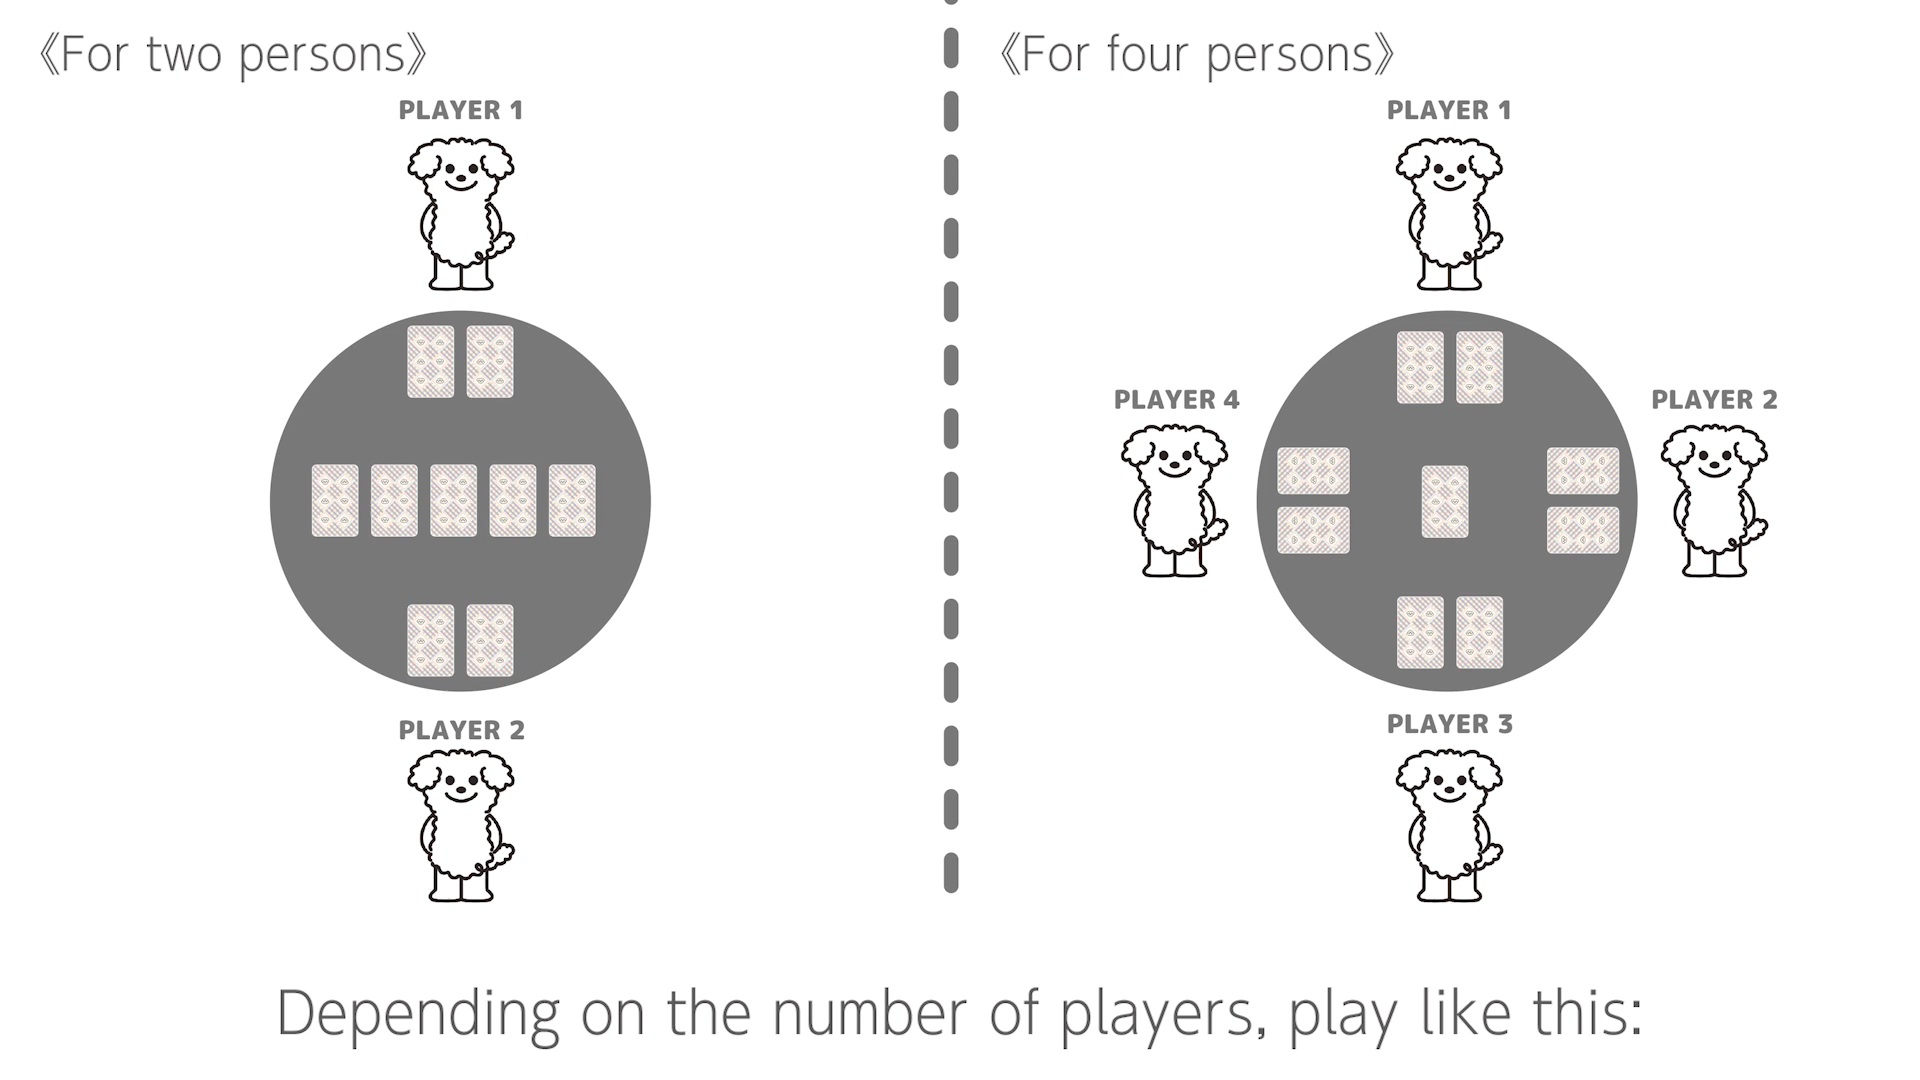 《For two persons》
PLAYER 1
PLAYER 2
《For four persons》
PLAYER 1
PLAYER 4
PLAYER 2
PLAYER 3
Depending on the number of players, play like this: